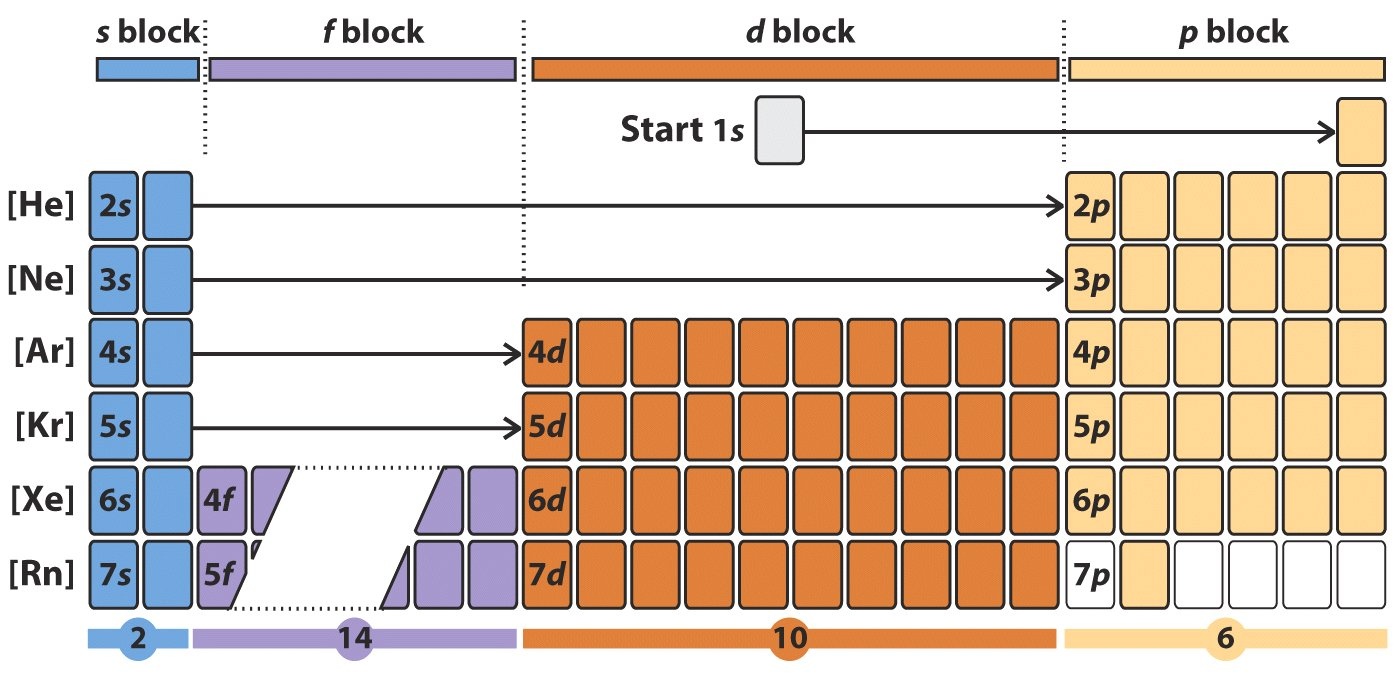 s block f block d block p block
Start 1s
[He] 2s 2p
[Ne] 3s 3p
[Ar] 4s 4d 4p
[Kr] 5s 5d 5p
[Xe] 6s 4f 6d 6p
[Rn] 7s 5f 7d 7p
2 14 10 6